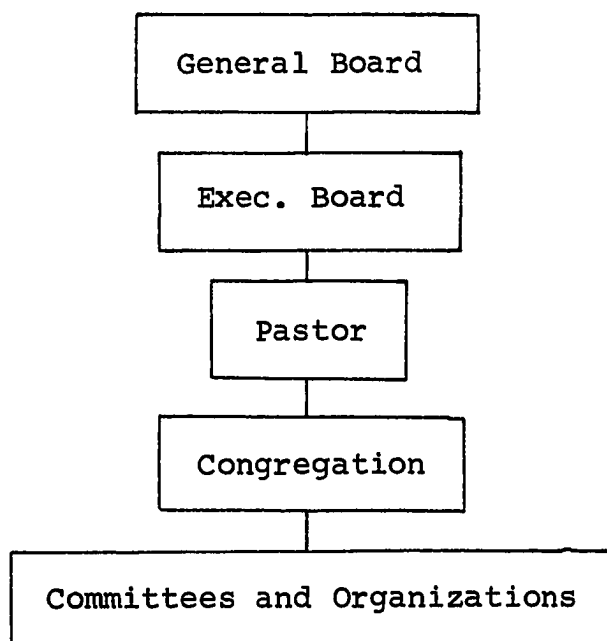 General Board
Exec. Board
Pastor
Congregation
Committees and Organizations